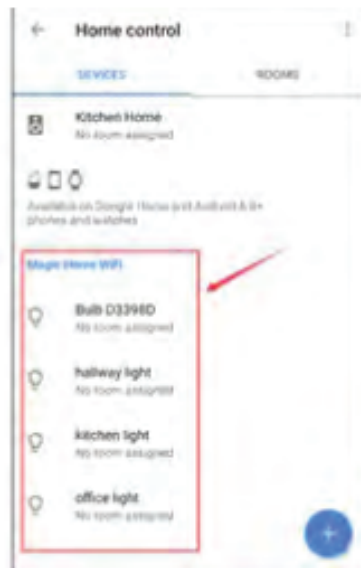 Home control
DEVICES
ROOMS
Kitchen Home
No room assigned
Available on Google Home and Android 6.0+
phones and watches
Magic Home WiFi
Bulb D3398D
No room assigned
hallway light
No room assigned
kitchen light
No room assigned
office light
No room assigned